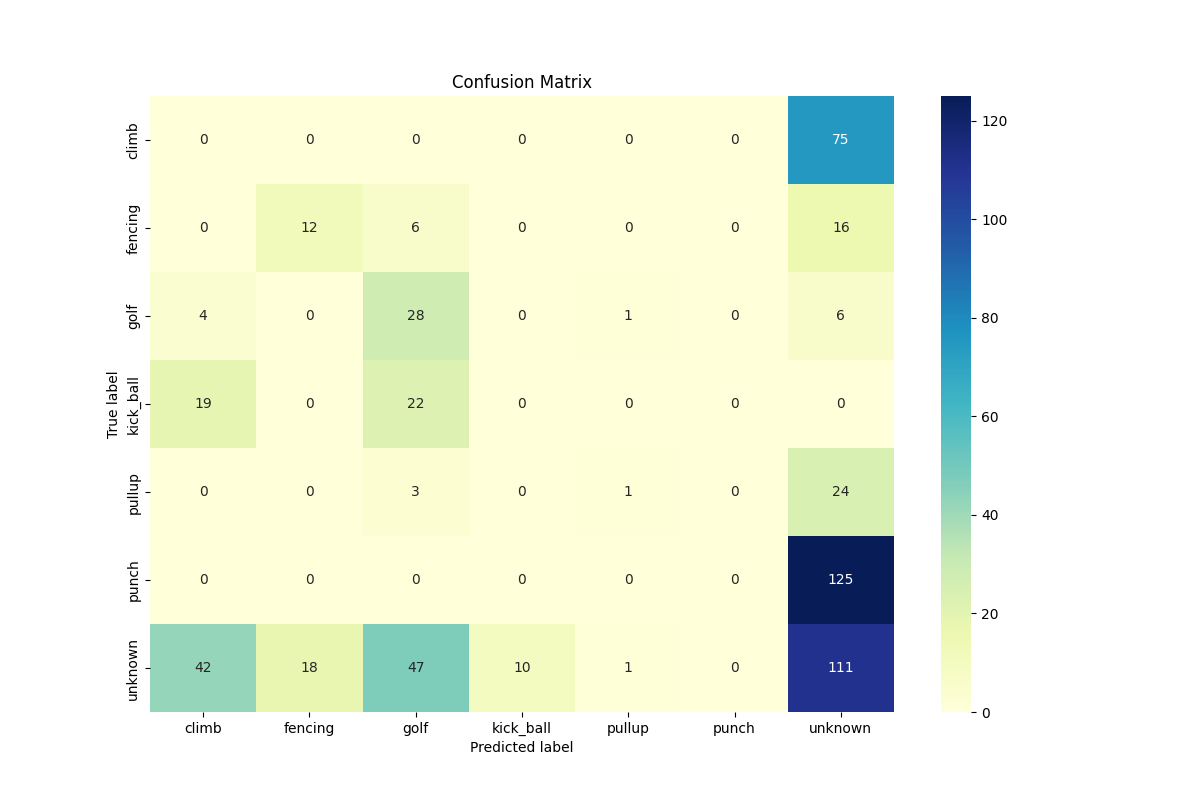 Confusion Matrix
climb 0 0 0 0 0 0 75
fencing 0 12 6 0 0 0 16
golf 4 0 28 0 1 0 6
kick_ball 19 0 22 0 0 0 0
pullup 0 0 3 0 1 0 24
punch 0 0 0 0 0 0 125
unknown 42 18 47 10 1 0 111
climb fencing golf kick_ball pullup punch unknown
Predicted label
True label
120
100
80
60
40
20
0